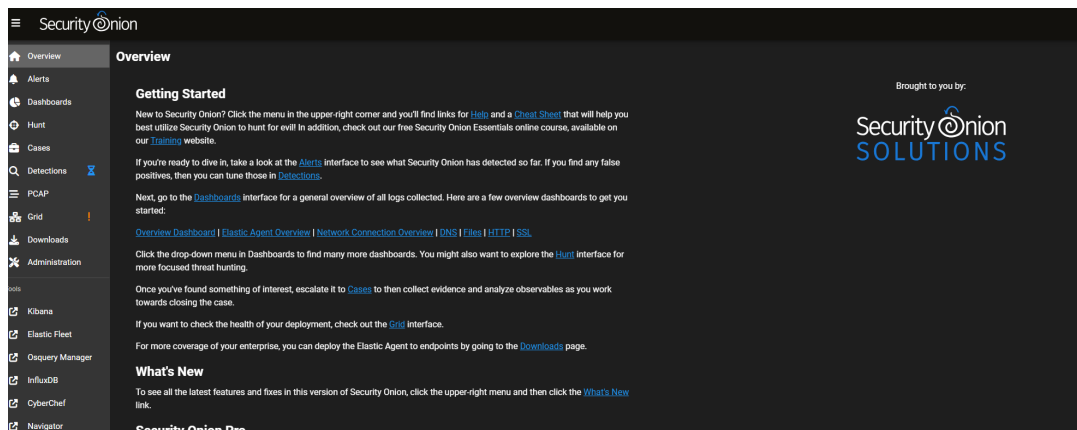 Security Onion
Overview
Alerts
Dashboards
Hunt
Cases
Detections
PCAP
Grid !
Downloads
Administration
ools
Kibana
Elastic Fleet
Osquery Manager
InfluxDB
CyberChef
Navigator
Overview
Getting Started
New to Security Onion? Click the menu in the upper-right corner and you'll find links for Help and a Cheat Sheet that will help you
best utilize Security Onion to hunt for evil! In addition, check out our free Security Onion Essentials online course, available on
our Training website.
If you're ready to dive in, take a look at the Alerts interface to see what Security Onion has detected so far. If you find any false
positives, then you can tune those in Detections.
Next, go to the Dashboards interface for a general overview of all logs collected. Here are a few overview dashboards to get you
started:
Overview Dashboard | Elastic Agent Overview | Network Connection Overview | DNS | Files | HTTP | SSL
Click the drop-down menu in Dashboards to find many more dashboards. You might also want to explore the Hunt interface for
more focused threat hunting.
Once you've found something of interest, escalate it to Cases to then collect evidence and analyze observables as you work
towards closing the case.
If you want to check the health of your deployment, check out the Grid interface.
For more coverage of your enterprise, you can deploy the Elastic Agent to endpoints by going to the Downloads page.
What's New
To see all the latest features and fixes in this version of Security Onion, click the upper-right menu and then click the What's New
link.
Security Onion Pro
Brought to you by:
Security Onion
SOLUTIONS